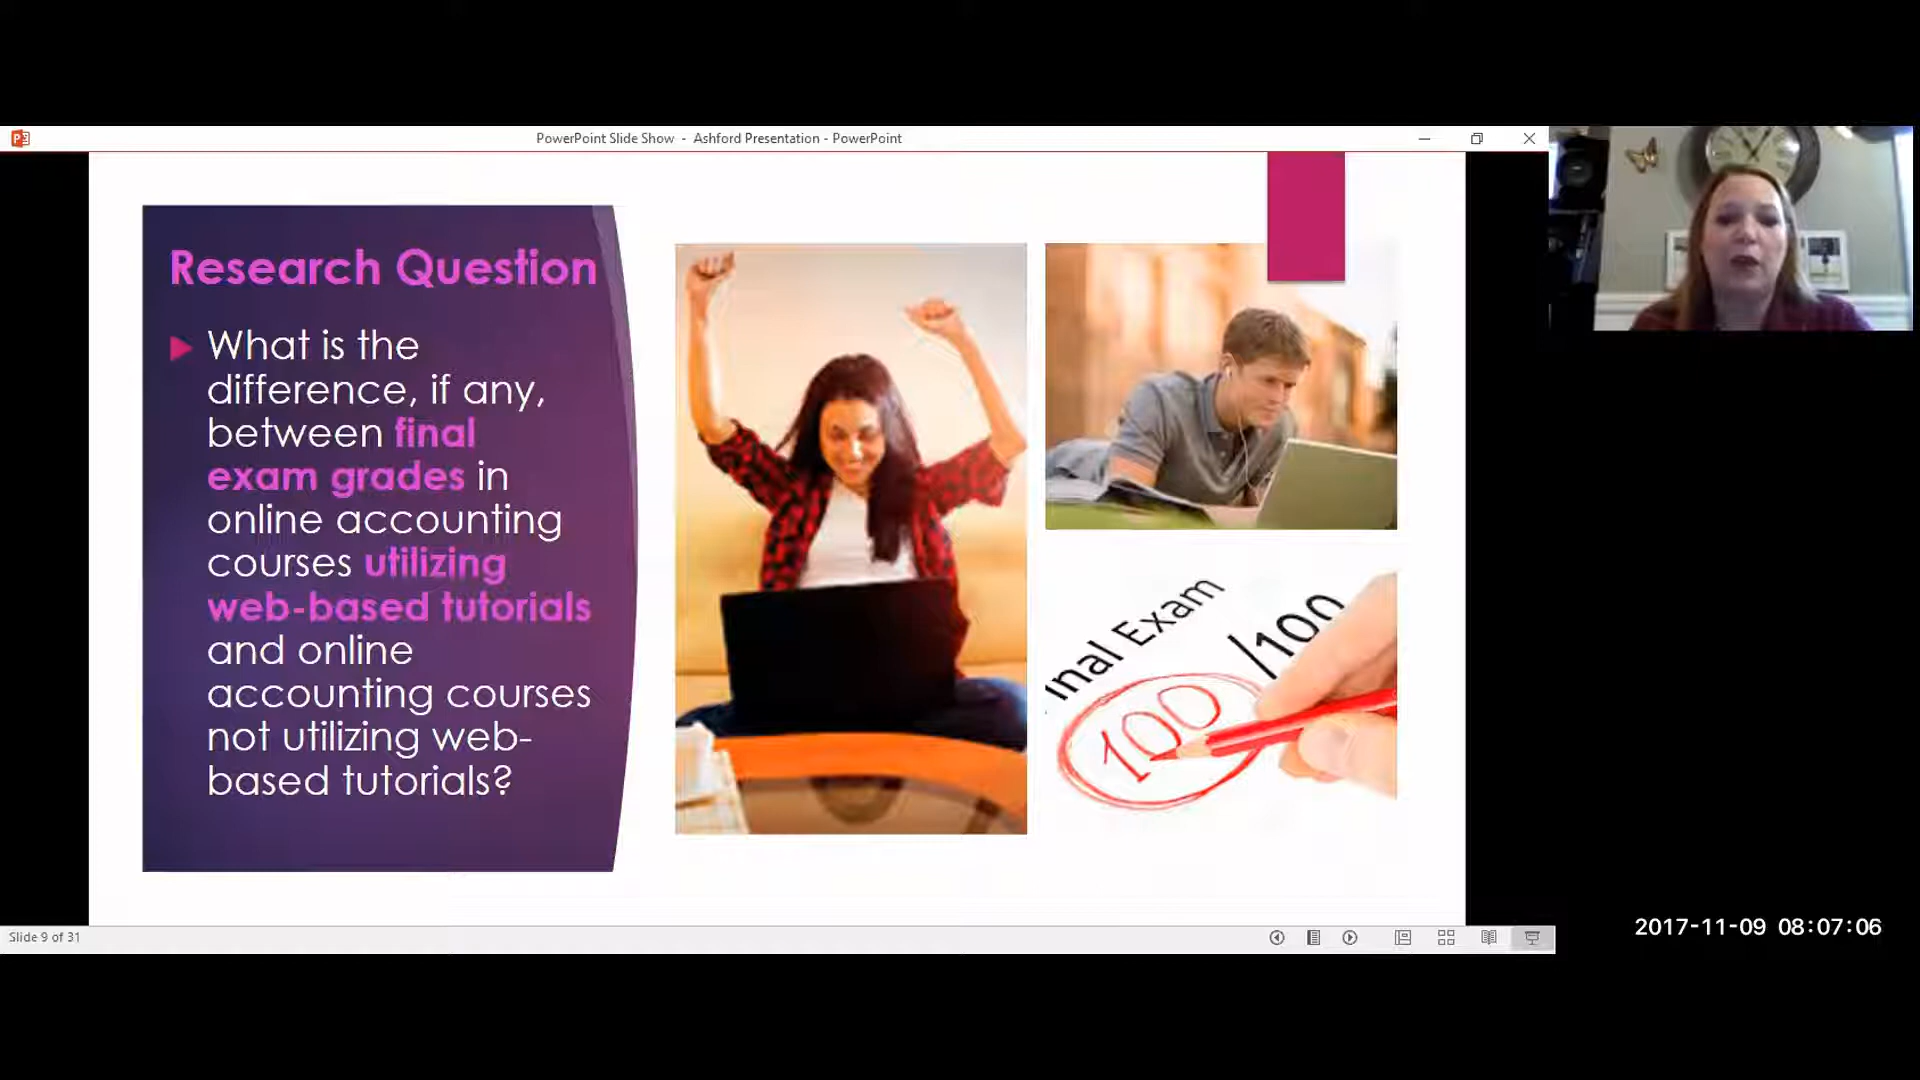 PowerPoint Slide Show - Ashford Presentation - PowerPoint
Research Question
What is the
difference, if any,
between final
exam grades in
online accounting
courses utilizing
web-based tutorials
and online
accounting courses
not utilizing web-
based tutorials?
inal Exam
/100
100
Slide 9 of 31
2017-11-09 08:07:06